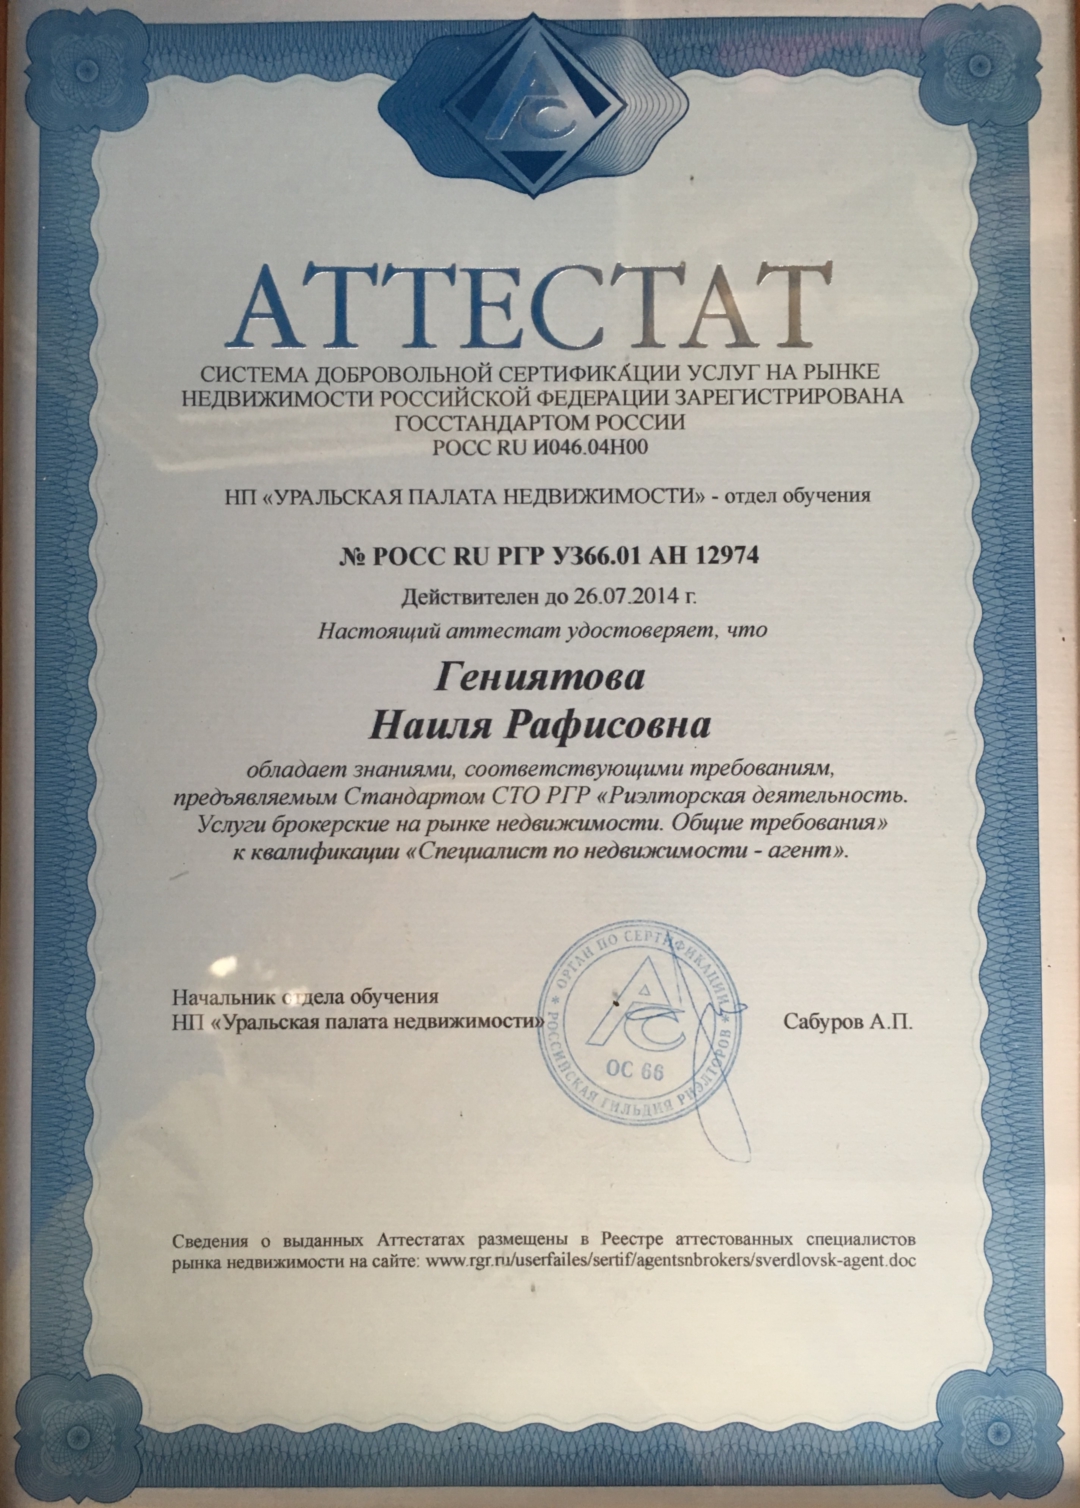 АС
АТТЕСТАТ
СИСТЕМА ДОБРОВОЛЬНОЙ СЕРТИФИКАЦИИ УСЛУГ НА РЫНКЕ
НЕДВИЖИМОСТИ РОССИЙСКОЙ ФЕДЕРАЦИИ ЗАРЕГИСТРИРОВАНА
ГОССТАНДАРТОМ РОССИИ
РОСС RU И046.04Н00
НП «УРАЛЬСКАЯ ПАЛАТА НЕДВИЖИМОСТИ» - отдел обучения
№ РОСС RU РГР У366.01 АН 12974
Действителен до 26.07.2014 г.
Настоящий аттестат удостоверяет, что
Гениятова
Наиля Рафисовна
обладает знаниями, соответствующими требованиям,
предъявляемым Стандартом СТО РГР «Риэлторская деятельность.
Услуги брокерские на рынке недвижимости. Общие требования»
к квалификации «Специалист по недвижимости - агент».
Начальник отдела обучения
НП «Уральская палата недвижимости»
Сабуров А.П.
ОРГАН ПО СЕРТИФИКАЦИИ
РОССИЙСКАЯ ГИЛЬДИЯ РИЭЛТОРОВ
АС
ОС 66
Сведения о выданных Аттестатах размещены в Реестре аттестованных специалистов
рынка недвижимости на сайте: www.rgr.ru/userfailes/sertif/agentsnbrokers/sverdlovsk-agent.doc